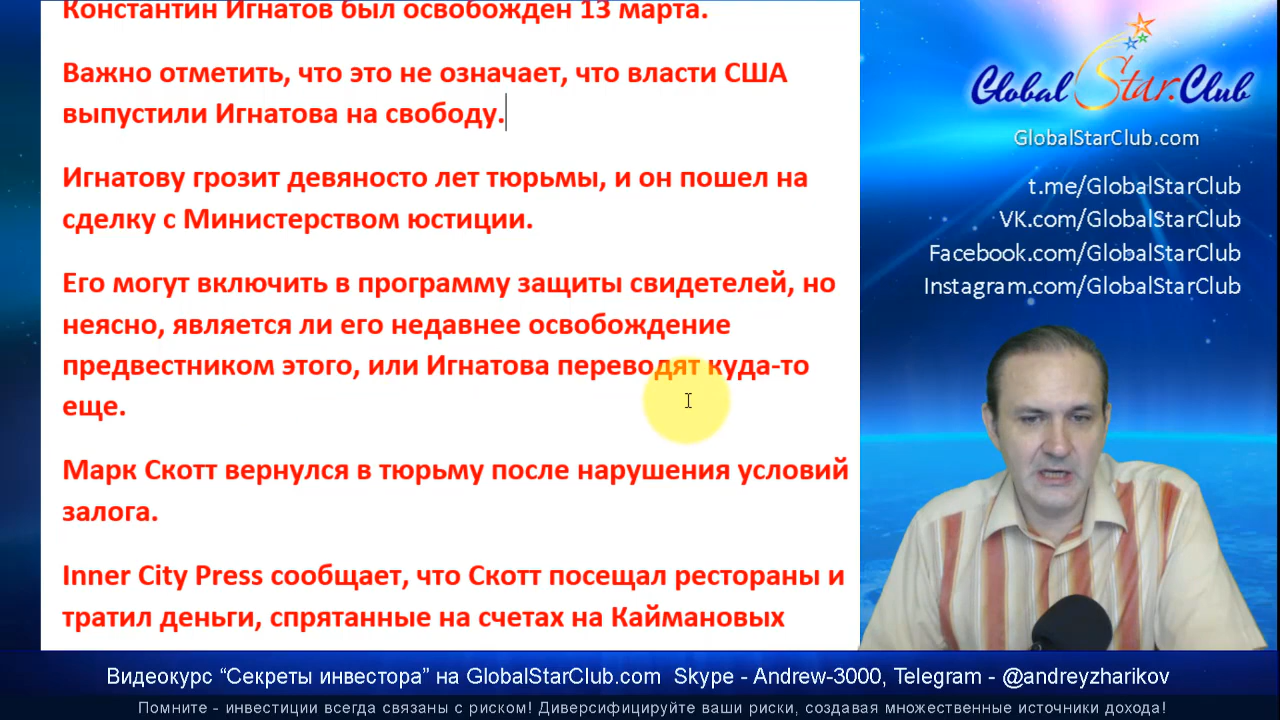 Константин Игнатов был освобожден 13 марта.
Важно отметить, что это не означает, что власти США
выпустили Игнатова на свободу.
Игнатову грозит девяносто лет тюрьмы, и он пошел на
сделку с Министерством юстиции.
Его могут включить в программу защиты свидетелей, но
неясно, является ли его недавнее освобождение
предвестником этого, или Игнатова переводят куда-то
еще.
Марк Скотт вернулся в тюрьму после нарушения условий
залога.
Inner City Press сообщает, что Скотт посещал рестораны и
тратил деньги, спрятанные на счетах на Каймановых
Global Star.Club
GlobalStarClub.com
t.me/GlobalStarClub
VK.com/GlobalStarClub
Facebook.com/GlobalStarClub
Instagram.com/GlobalStarClub
Видеокурс “Секреты инвестора” на GlobalStarClub.com Skype - Andrew-3000, Telegram - @andreyzharikov
Помните - инвестиции всегда связаны с риском! Диверсифицируйте ваши риски, создавая множественные источники дохода!